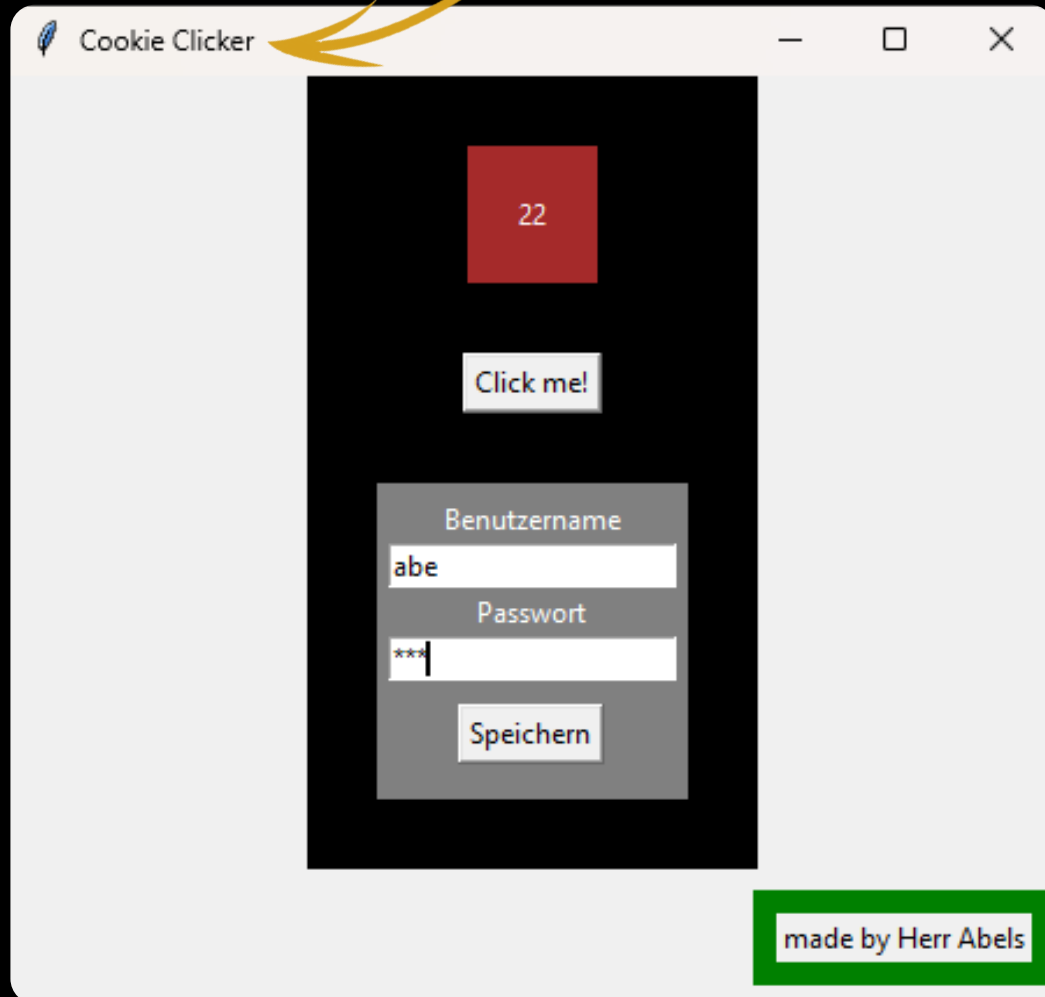 Cookie Clicker
22
Click me!
Benutzername
abe
Passwort
***
Speichern
made by Herr Abels